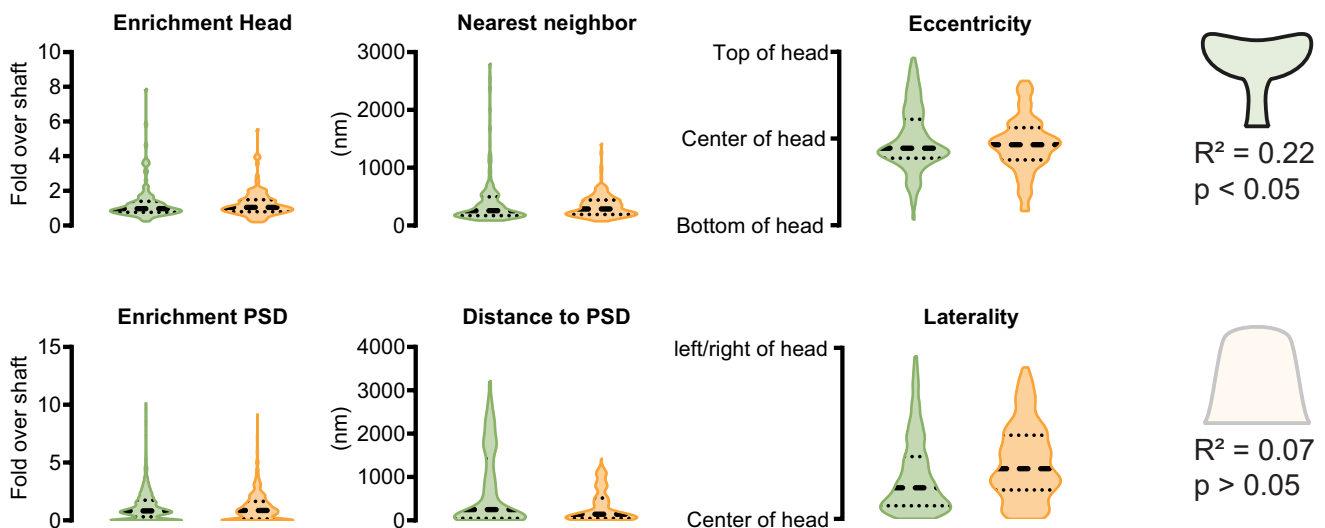 Enrichment Head
Fold over shaft
10
8
6
4
2
0
Nearest neighbor
(nm)
3000
2000
1000
0
Eccentricity
Top of head
Center of head
Bottom of head
R² = 0.22
p < 0.05
Enrichment PSD
Fold over shaft
15
10
5
0
Distance to PSD
(nm)
4000
3000
2000
1000
0
Laterality
left/right of head
Center of head
R² = 0.07
p > 0.05